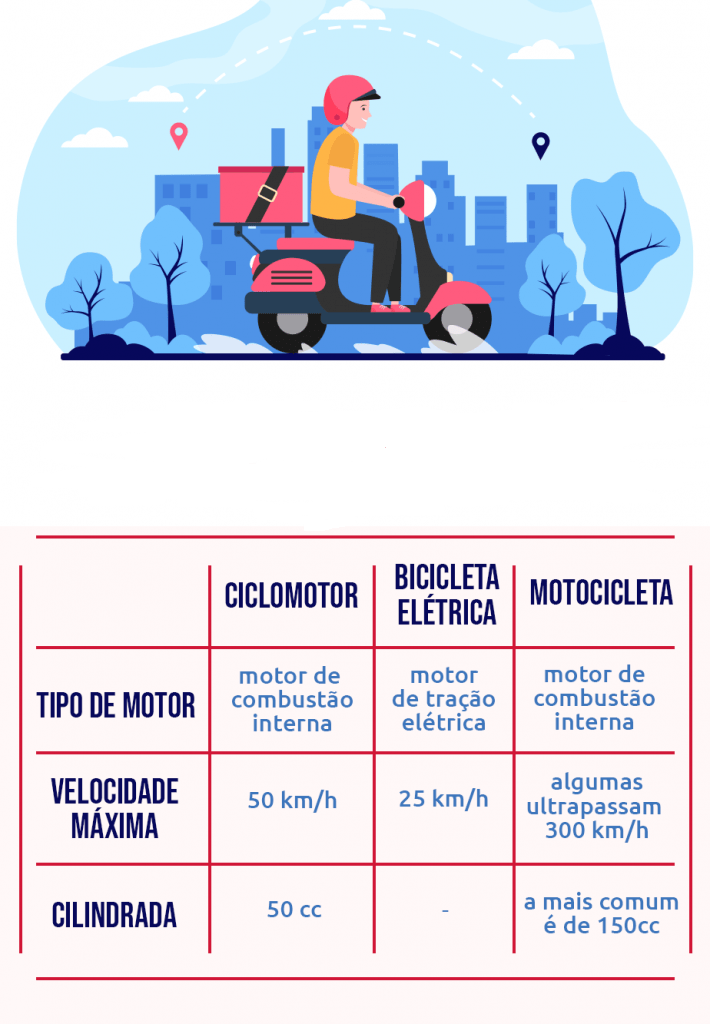 CICLOMOTOR
BICICLETA
ELÉTRICA
MOTOCICLETA
TIPO DE MOTOR
motor de
combustão
interna
motor
de tração
elétrica
motor de
combustão
interna
VELOCIDADE
MÁXIMA
50 km/h
25 km/h
algumas
ultrapassam
300 km/h
CILINDRADA
50 cc
-
a mais comum
é de 150cc